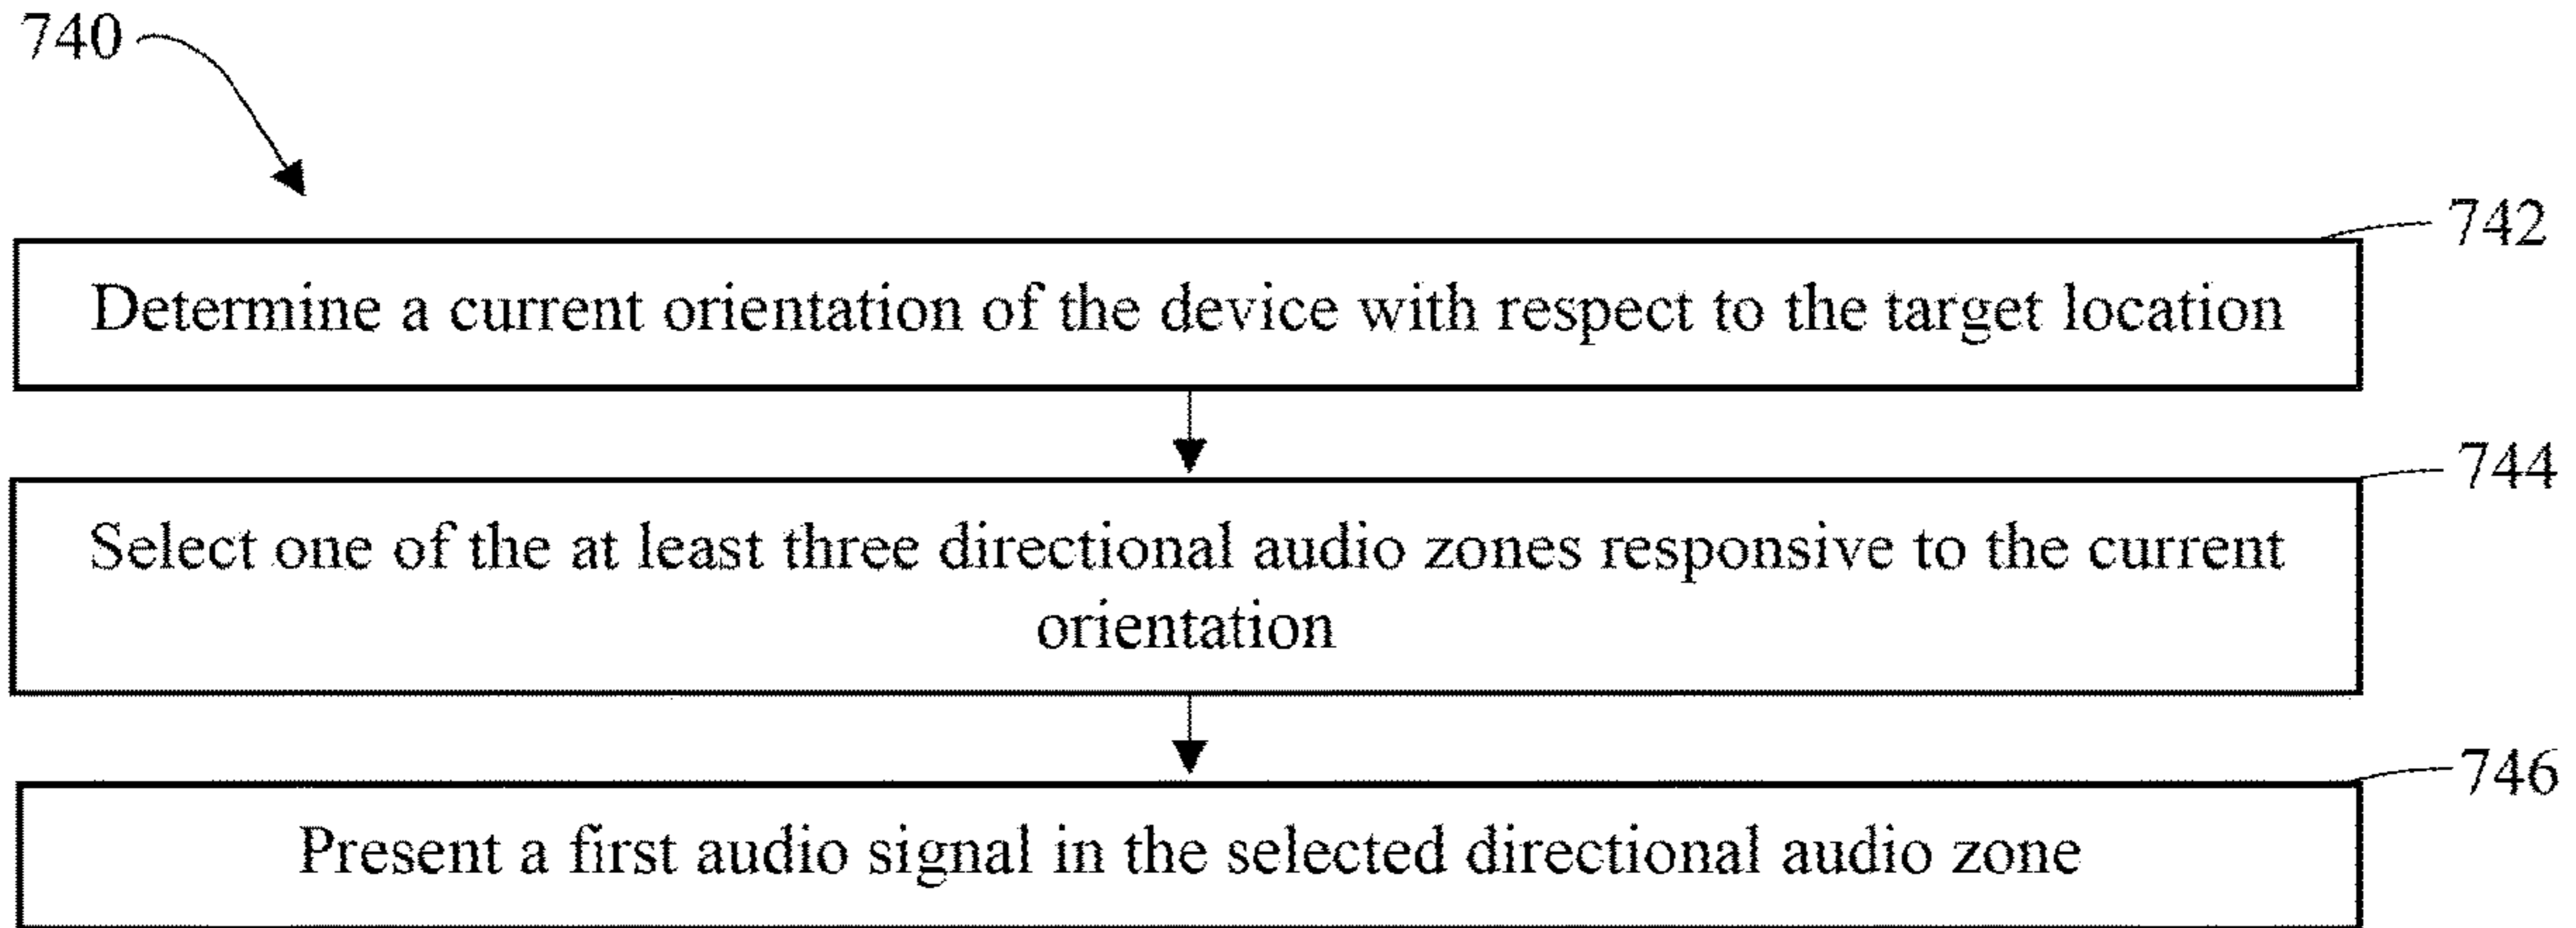 740
742
Determine a current orientation of the device with respect to the target location
744
Select one of the at least three directional audio zones responsive to the current
orientation
746
Present a first audio signal in the selected directional audio zone